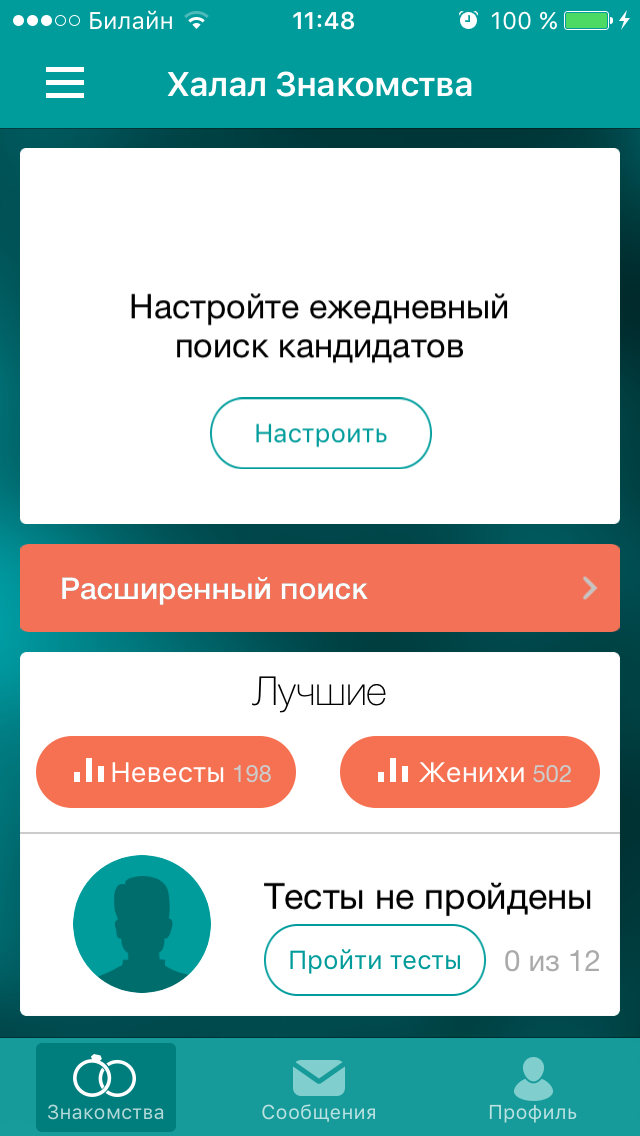 Билайн 11:48 100 %
Халал Знакомства
Настройте ежедневный
поиск кандидатов
Настроить
Расширенный поиск
Лучшие
Невесты 198 Женихи 502
Тесты не пройдены
Пройти тесты 0 из 12
Знакомства Сообщения Профиль